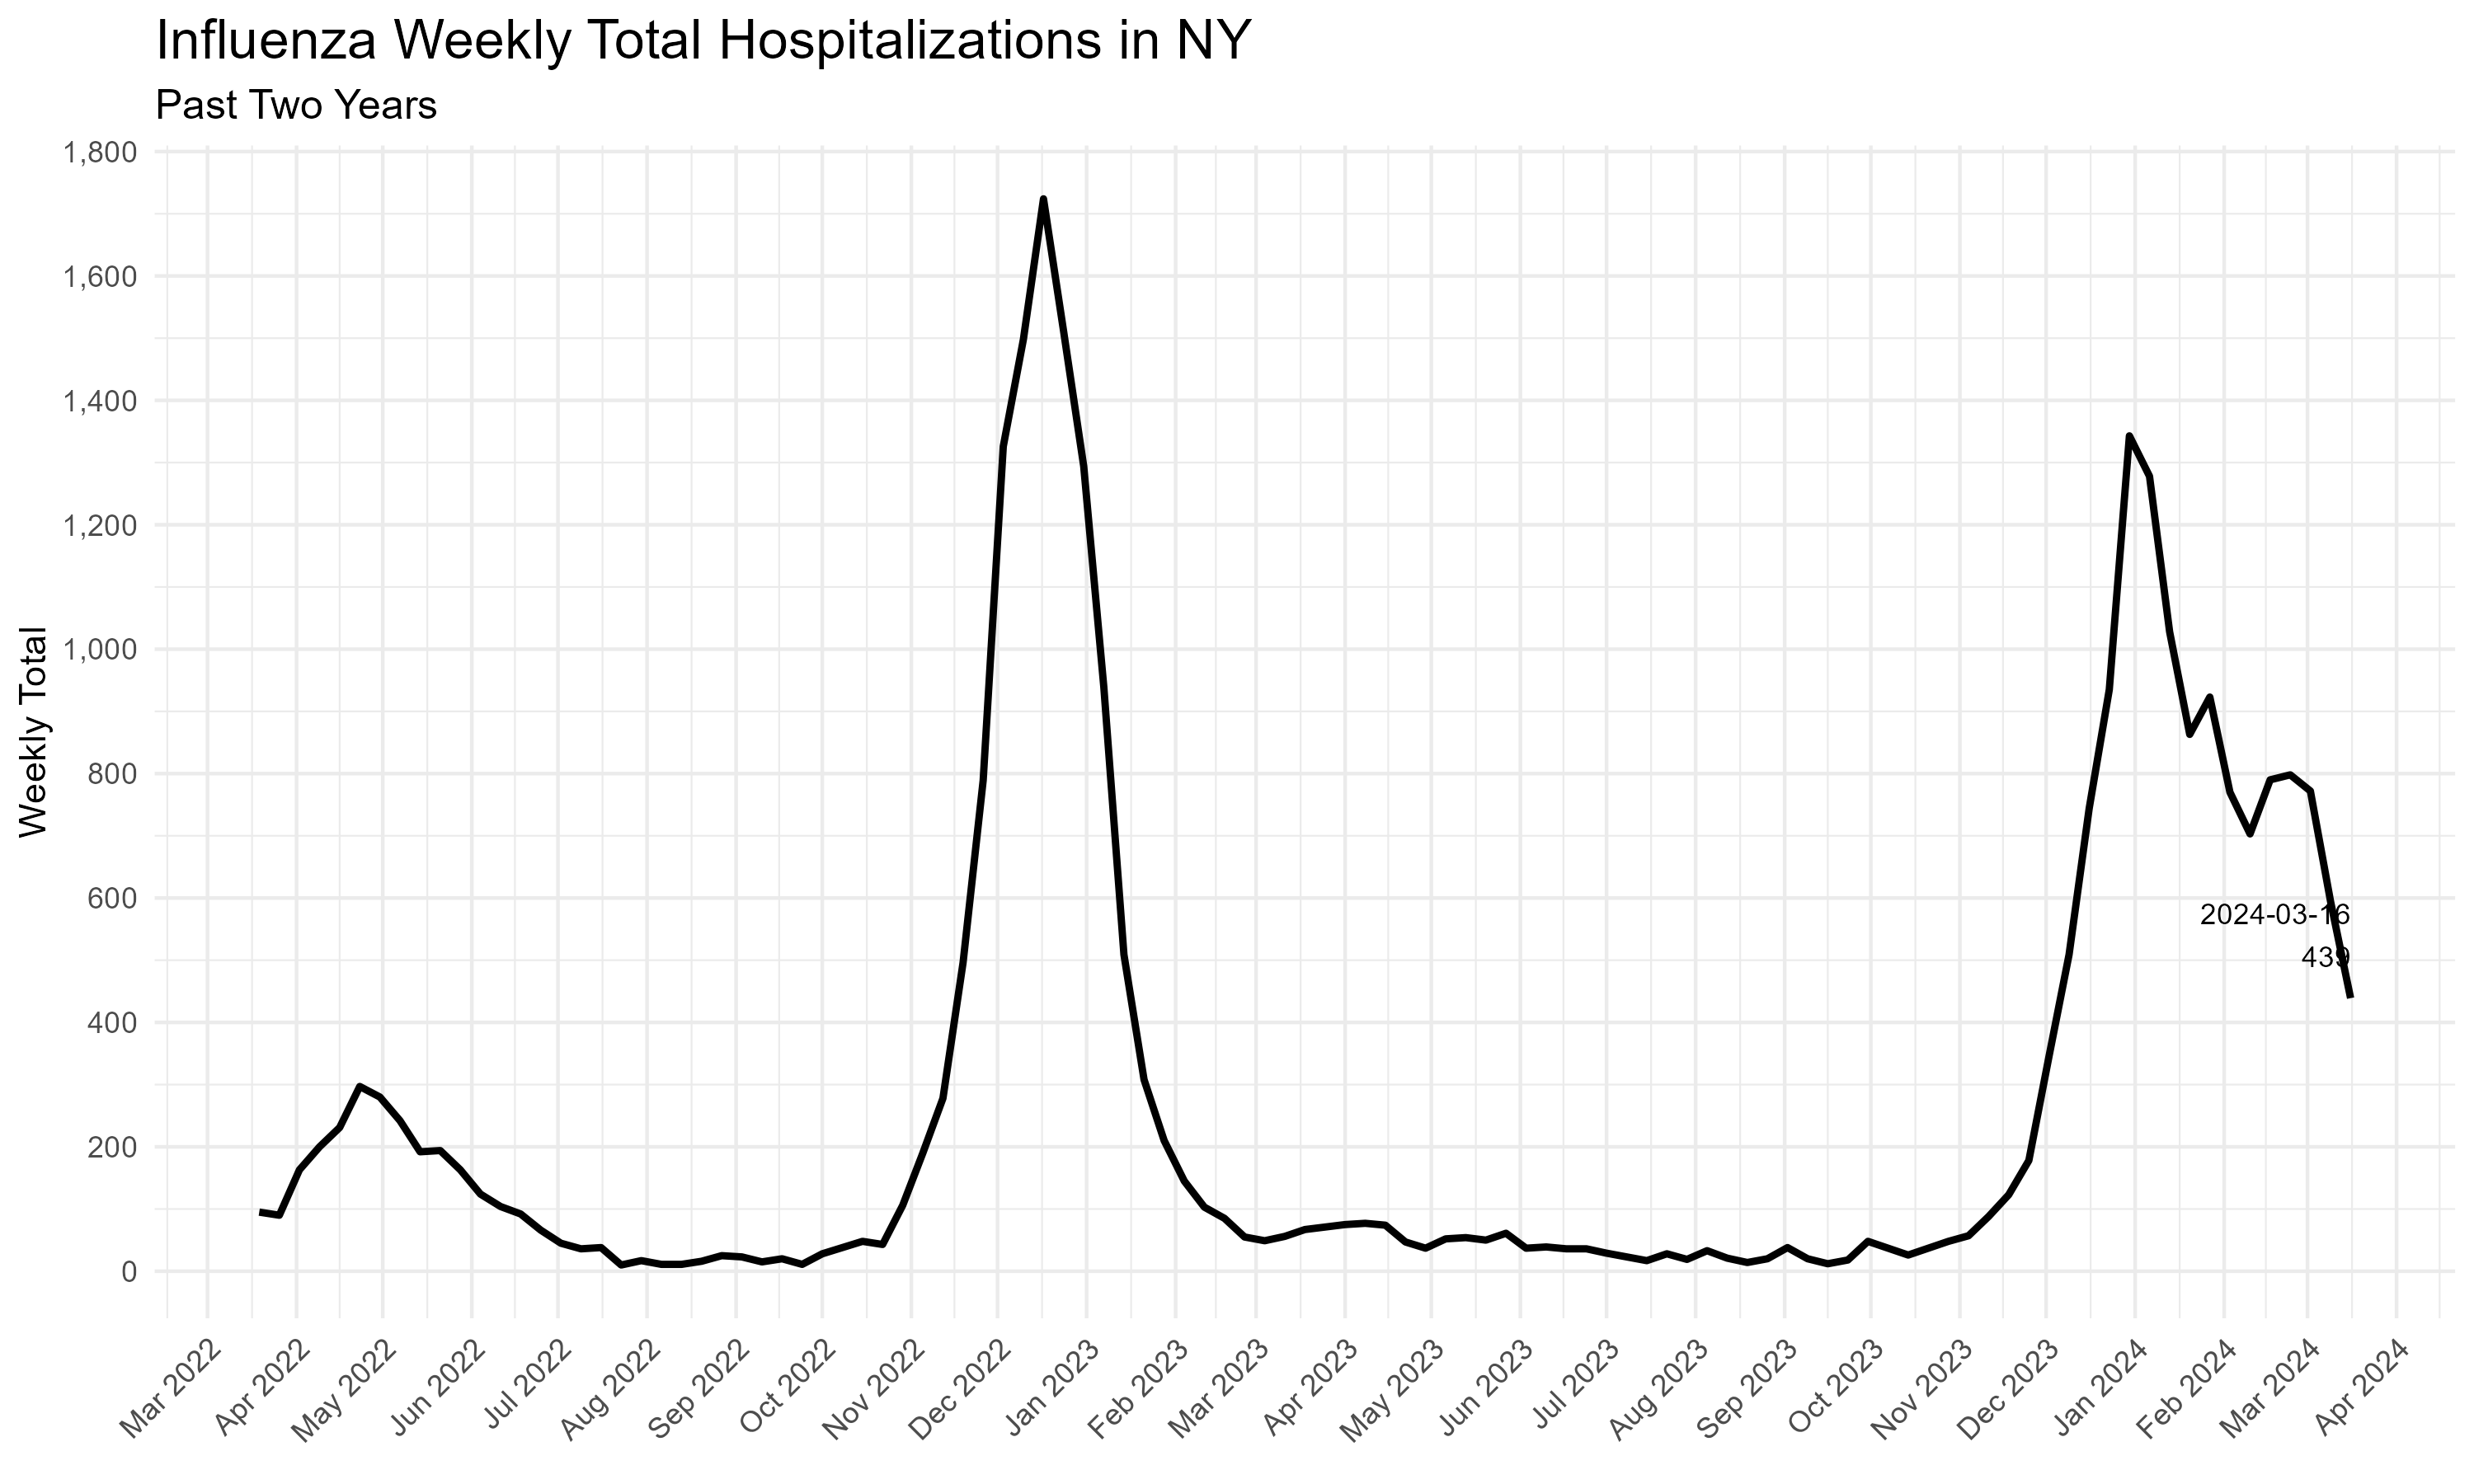 Influenza Weekly Total Hospitalizations in NY
Past Two Years
Weekly Total
1,800
1,600
1,400
1,200
1,000
800
600
400
200
0
2024-03-16
439
Mar 2022
Apr 2022
May 2022
Jun 2022
Jul 2022
Aug 2022
Sep 2022
Oct 2022
Nov 2022
Dec 2022
Jan 2023
Feb 2023
Mar 2023
Apr 2023
May 2023
Jun 2023
Jul 2023
Aug 2023
Sep 2023
Oct 2023
Nov 2023
Dec 2023
Jan 2024
Feb 2024
Mar 2024
Apr 2024